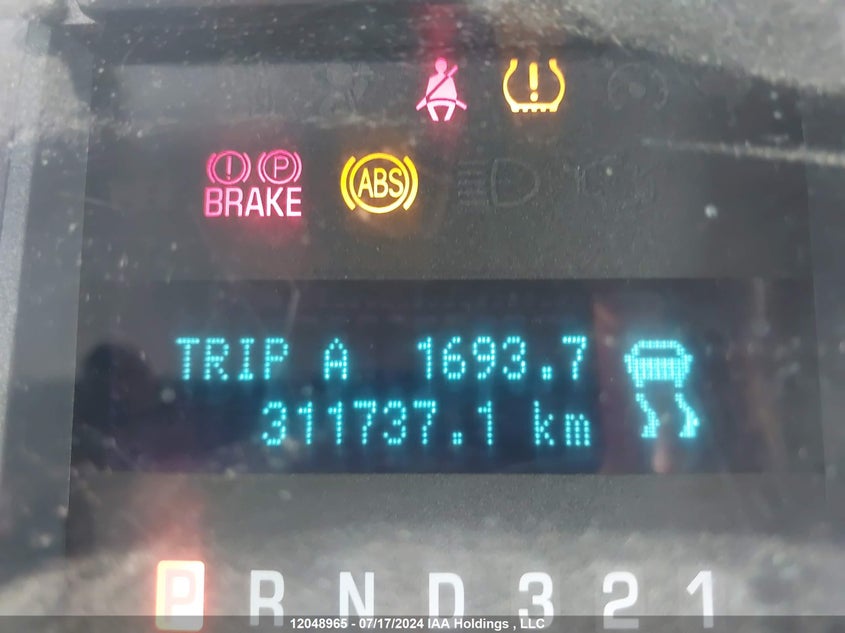 ! P
BRAKE ABS
TRIP A 1693.7
311737.1 km
P R N D 3 2 1
12048965 - 07/17/2024 IAA Holdings , LLC